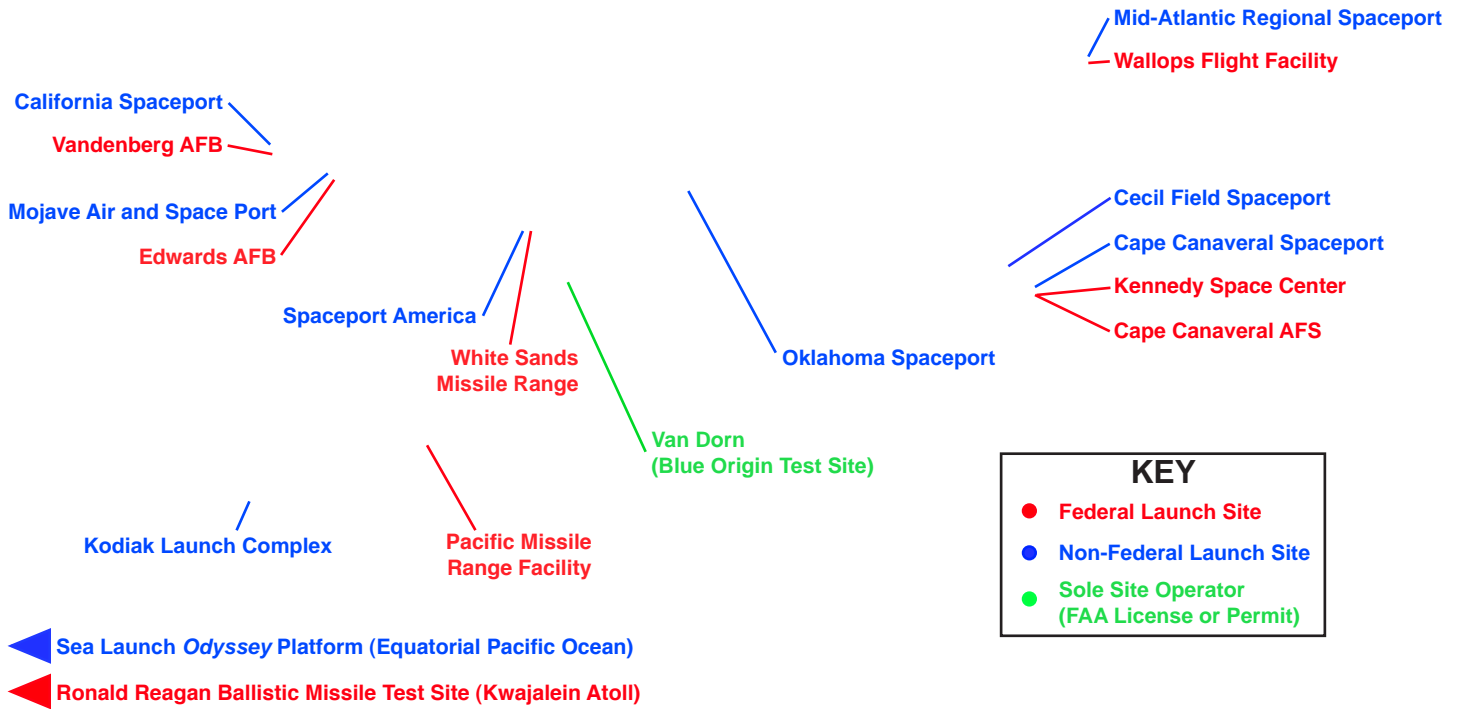 Mid-Atlantic Regional Spaceport
Wallops Flight Facility
California Spaceport
Vandenberg AFB
Mojave Air and Space Port
Edwards AFB
Cecil Field Spaceport
Cape Canaveral Spaceport
Kennedy Space Center
Cape Canaveral AFS
Spaceport America
White Sands
Missile Range
Oklahoma Spaceport
Van Dorn
(Blue Origin Test Site)
Kodiak Launch Complex
Pacific Missile
Range Facility
KEY
Federal Launch Site
Non-Federal Launch Site
Sole Site Operator
(FAA License or Permit)
Sea Launch Odyssey Platform (Equatorial Pacific Ocean)
Ronald Reagan Ballistic Missile Test Site (Kwajalein Atoll)